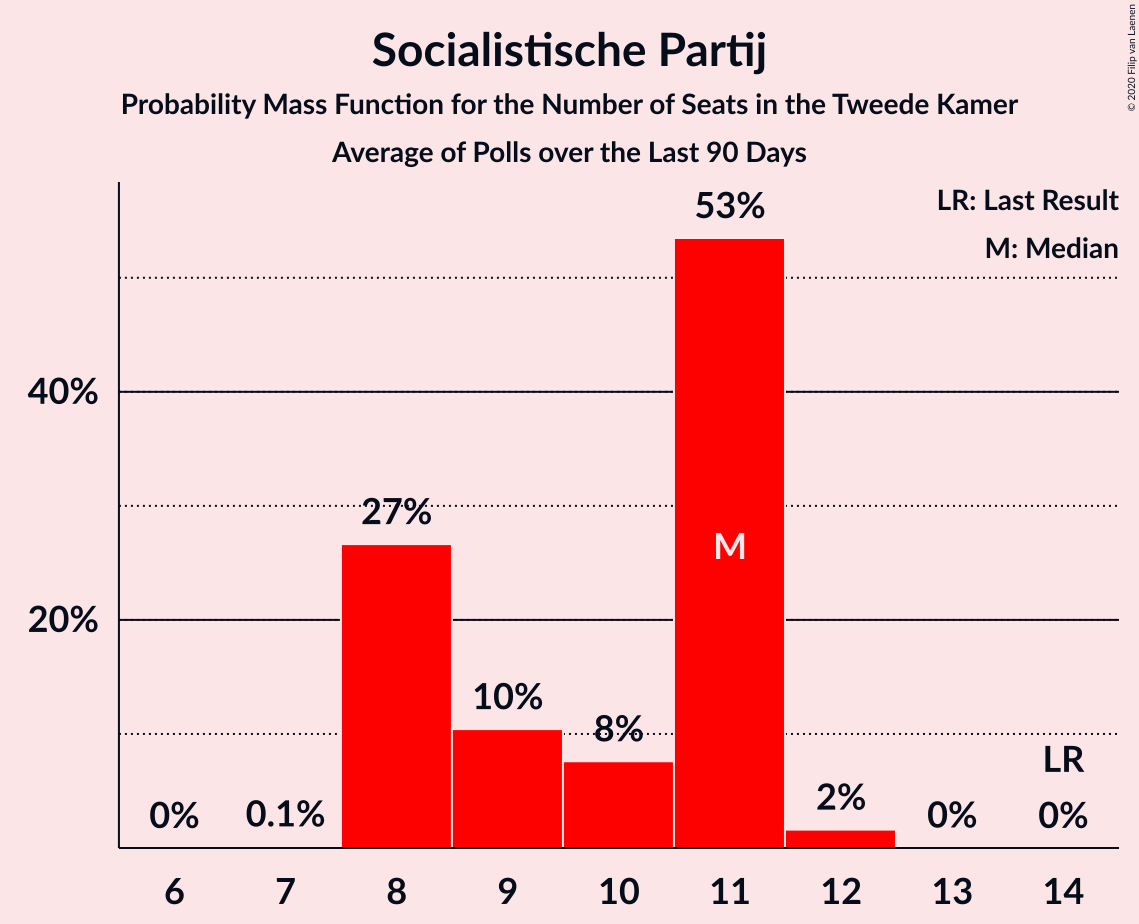 Socialistische Partij
Probability Mass Function for the Number of Seats in the Tweede Kamer
Average of Polls over the Last 90 Days
© 2020 Filip van Laenen
LR: Last Result
M: Median
53%
40%
27%
M
20%
10%
8%
LR
0%
0.1%
2%
0%
0%
6 7 8 9 10 11 12 13 14